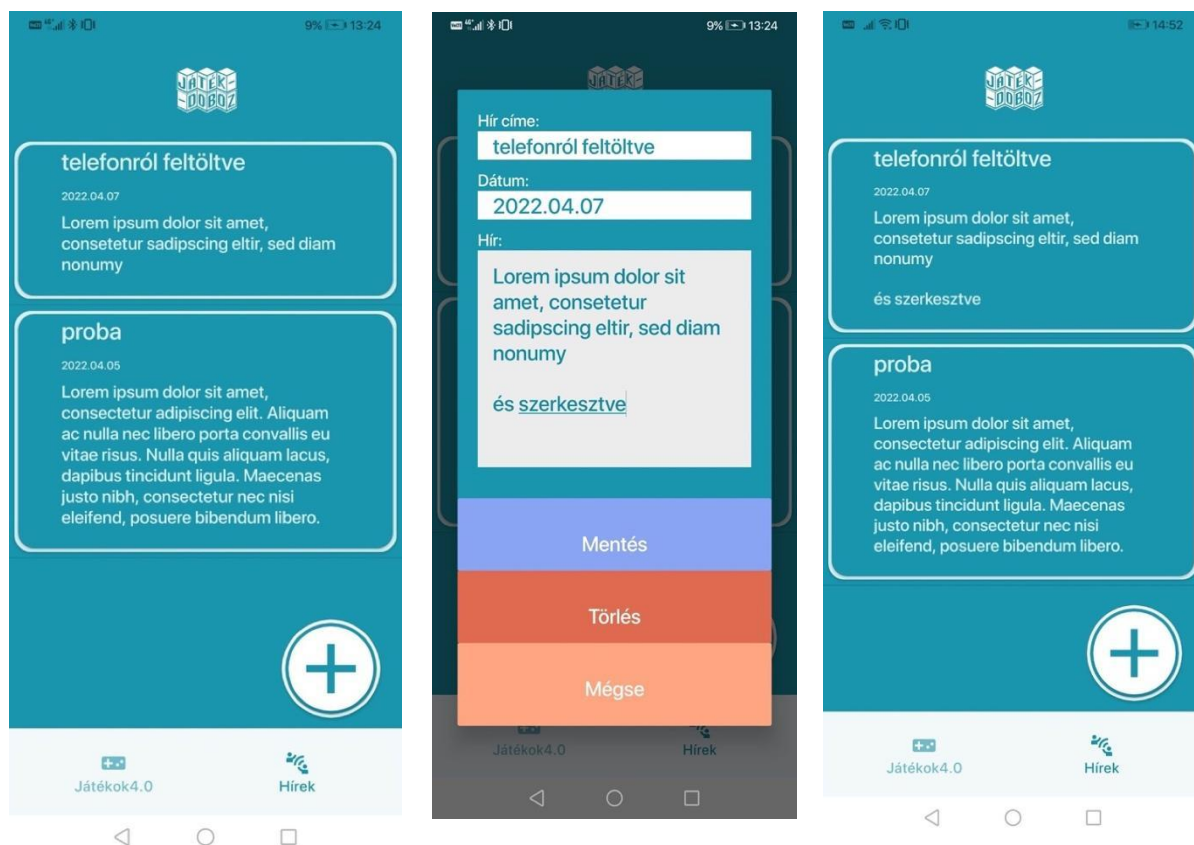 9% 13:24
JÁTÉK-
DOBOZ
telefonról feltöltve
2022.04.07
Lorem ipsum dolor sit amet,
consetetur sadipscing eltir, sed diam
nonumy
proba
2022.04.05
Lorem ipsum dolor sit amet,
consectetur adipiscing elit. Aliquam
ac nulla nec libero porta convallis eu
vitae risus. Nulla quis aliquam lacus,
dapibus tincidunt ligula. Maecenas
justo nibh, consectetur nec nisi
eleifend, posuere bibendum libero.
Játékok4.0
Hírek
9% 13:24
JÁTÉK-
Hír címe:
telefonról feltöltve
Dátum:
2022.04.07
Hír:
Lorem ipsum dolor sit
amet, consetetur
sadipscing eltir, sed diam
nonumy
és szerkesztve
Mentés
Törlés
Mégse
Játékok4.0
Hírek
14:52
JÁTÉK-
DOBOZ
telefonról feltöltve
2022.04.07
Lorem ipsum dolor sit amet,
consetetur sadipscing eltir, sed diam
nonumy
és szerkesztve
proba
2022.04.05
Lorem ipsum dolor sit amet,
consectetur adipiscing elit. Aliquam
ac nulla nec libero porta convallis eu
vitae risus. Nulla quis aliquam lacus,
dapibus tincidunt ligula. Maecenas
justo nibh, consectetur nec nisi
eleifend, posuere bibendum libero.
Játékok4.0
Hírek